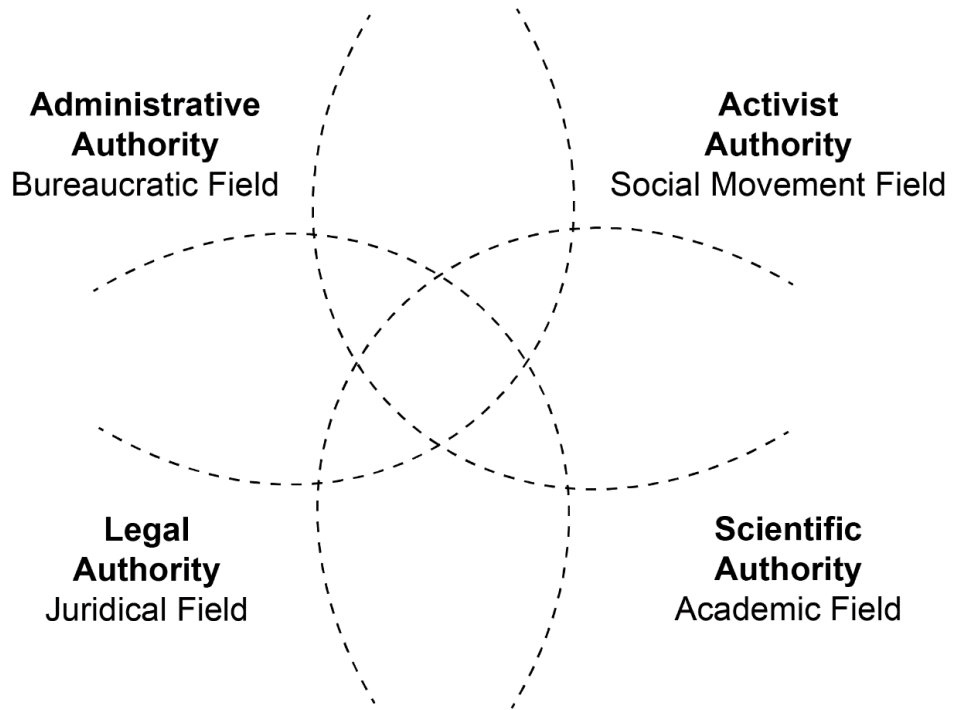 Administrative
Authority
Bureaucratic Field
Activist
Authority
Social Movement Field
Legal
Authority
Juridical Field
Scientific
Authority
Academic Field